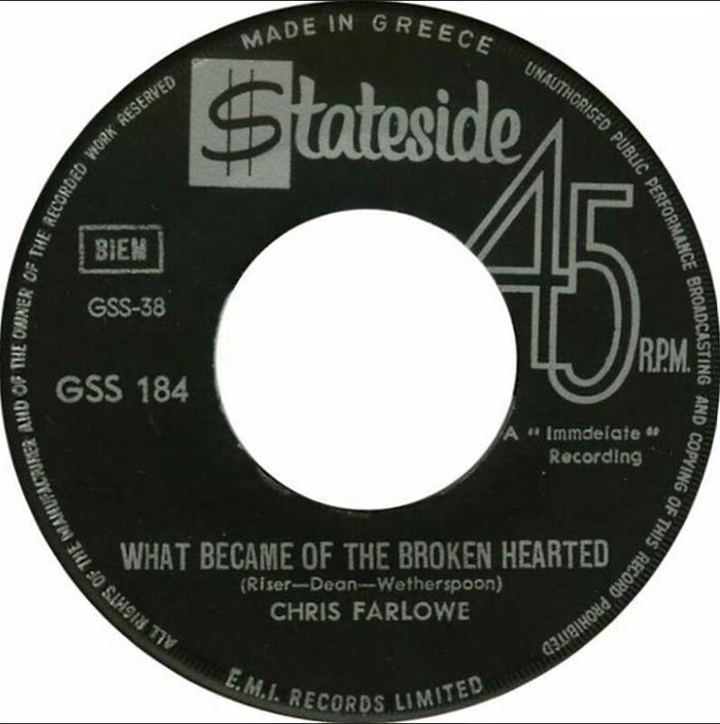 MADE IN GREECE
$tateside
45
R.P.M.
BIEM
GSS-38
GSS 184
A " Immdeiate "
Recording
WHAT BECAME OF THE BROKEN HEARTED
(Riser—Dean—Wetherspoon)
CHRIS FARLOWE
E.M.I. RECORDS LIMITED
ALL RIGHTS OF THE MANUFACTURER AND OF THE OWNER OF THE RECORDED WORK RESERVED
UNAUTHORISED PUBLIC PERFORMANCE BROADCASTING AND COPYING OF THIS RECORD PROHIBITED